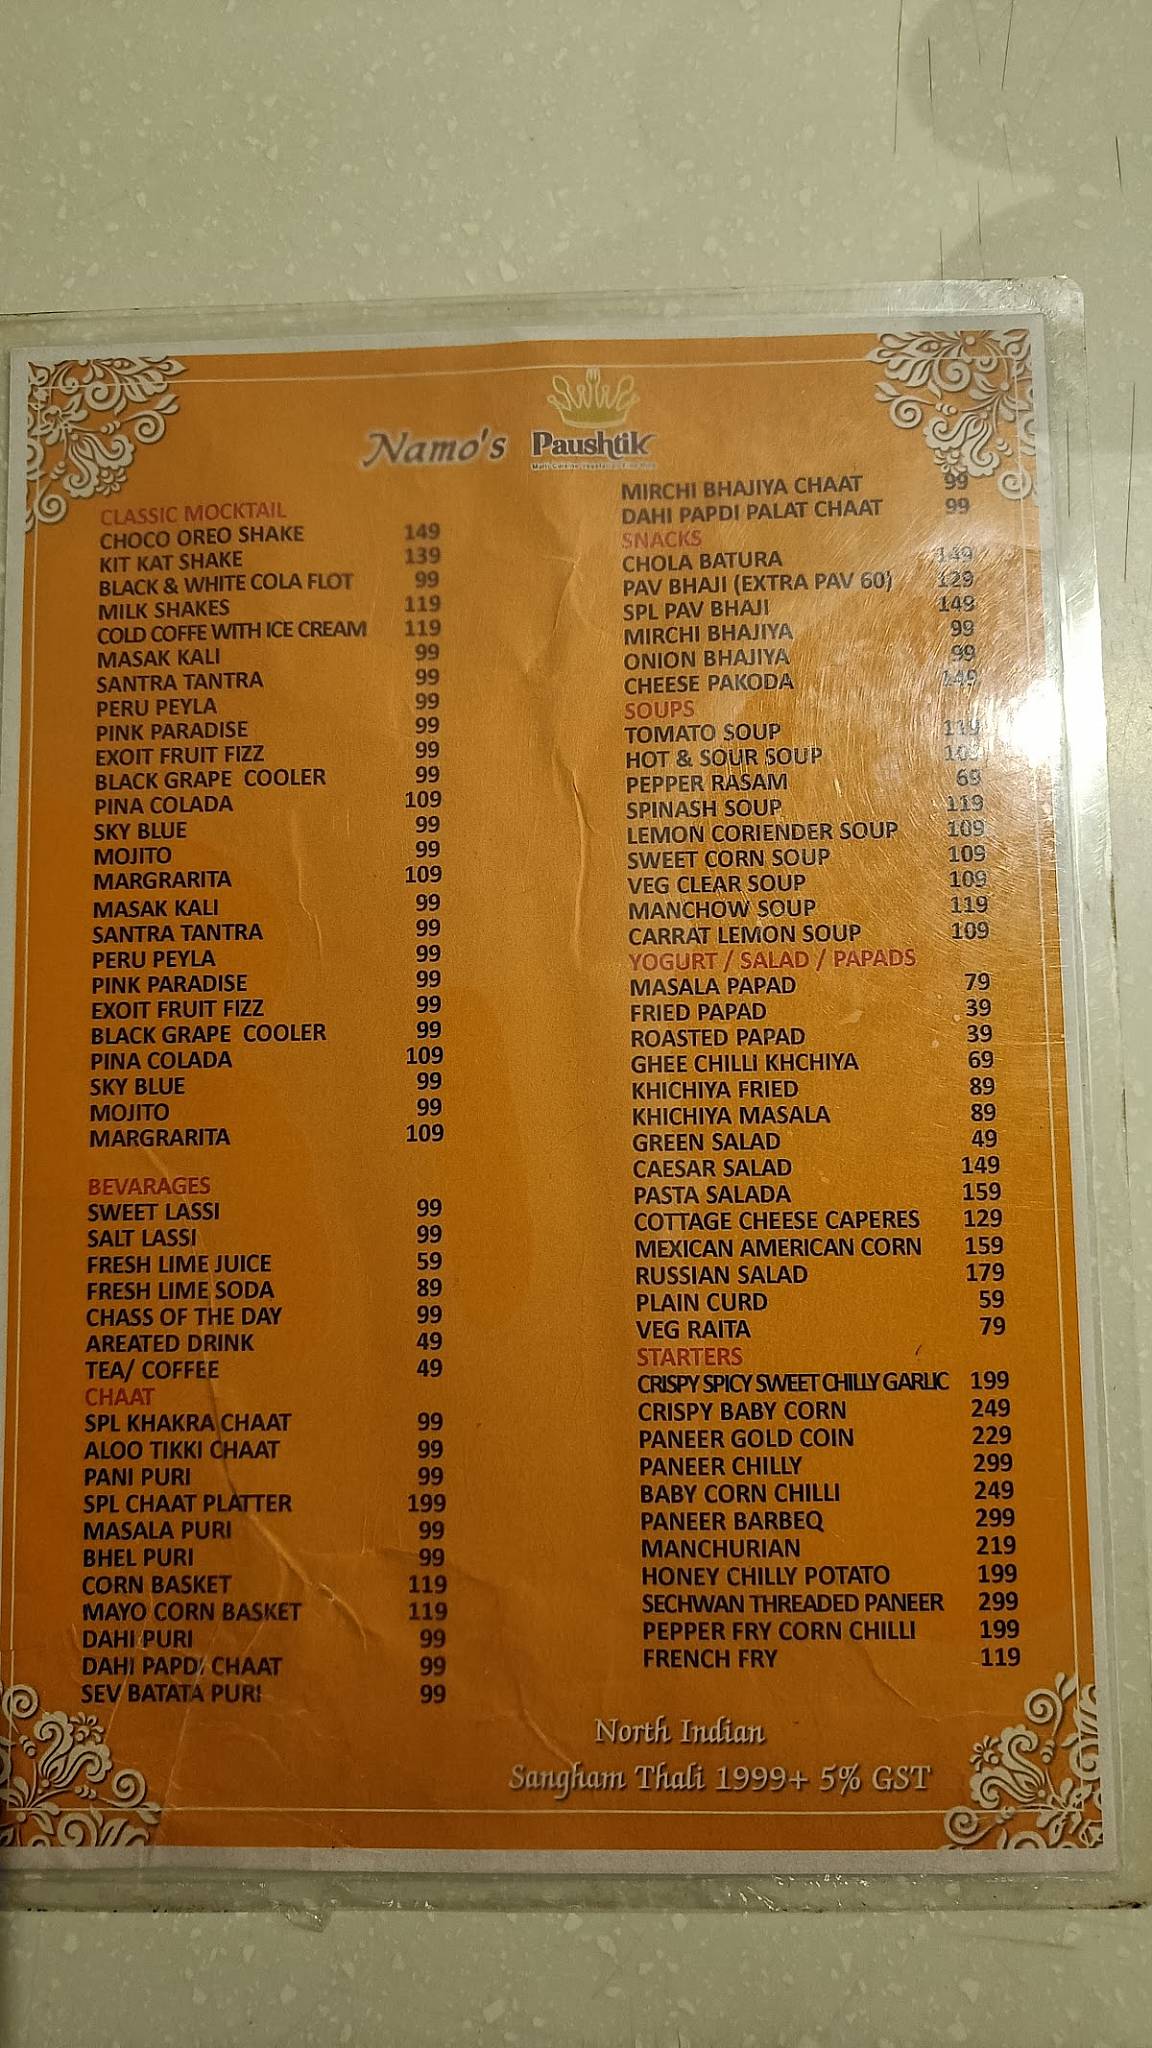 Namo's Paushtik
CLASSIC MOCKTAIL
CHOCO OREO SHAKE 149
KIT KAT SHAKE 139
BLACK & WHITE COLA FLOT 99
MILK SHAKES 119
COLD COFFE WITH ICE CREAM 119
MASAK KALI 99
SANTRA TANTRA 99
PERU PEYLA 99
PINK PARADISE 99
EXOIT FRUIT FIZZ 99
BLACK GRAPE COOLER 99
PINA COLADA 109
SKY BLUE 99
MOJITO 99
MARGRARITA 109
MASAK KALI 99
SANTRA TANTRA 99
PERU PEYLA 99
PINK PARADISE 99
EXOIT FRUIT FIZZ 99
BLACK GRAPE COOLER 99
PINA COLADA 109
SKY BLUE 99
MOJITO 99
MARGRARITA 109
BEVARAGES
SWEET LASSI 99
SALT LASSI 99
FRESH LIME JUICE 59
FRESH LIME SODA 89
CHASS OF THE DAY 99
AREATED DRINK 49
TEA/ COFFEE 49
CHAAT
SPL KHAKRA CHAAT 99
ALOO TIKKI CHAAT 99
PANI PURI 99
SPL CHAAT PLATTER 199
MASALA PURI 99
BHEL PURI 99
CORN BASKET 119
MAYO CORN BASKET 119
DAHI PURI 99
DAHI PAPDI CHAAT 99
SEV BATATA PURI 99
MIRCHI BHAJIYA CHAAT 99
DAHI PAPDI PALAT CHAAT 99
SNACKS
CHOLA BATURA 149
PAV BHAJI (EXTRA PAV 60) 129
SPL PAV BHAJI 149
MIRCHI BHAJIYA 99
ONION BHAJIYA 99
CHEESE PAKODA 149
SOUPS
TOMATO SOUP
HOT & SOUR SOUP
PEPPER RASAM 69
SPINASH SOUP 119
LEMON CORIENDER SOUP 109
SWEET CORN SOUP 109
VEG CLEAR SOUP 109
MANCHOW SOUP 119
CARRAT LEMON SOUP 109
YOGURT / SALAD / PAPADS
MASALA PAPAD 79
FRIED PAPAD 39
ROASTED PAPAD 39
GHEE CHILLI KHCHIYA 69
KHICHIYA FRIED 89
KHICHIYA MASALA 89
GREEN SALAD 49
CAESAR SALAD 149
PASTA SALADA 159
COTTAGE CHEESE CAPERES 129
MEXICAN AMERICAN CORN 159
RUSSIAN SALAD 179
PLAIN CURD 59
VEG RAITA 79
STARTERS
CRISPY SPICY SWEET CHILLY GARLIC 199
CRISPY BABY CORN 249
PANEER GOLD COIN 229
PANEER CHILLY 299
BABY CORN CHILLI 249
PANEER BARBEQ 299
MANCHURIAN 219
HONEY CHILLY POTATO 199
SECHWAN THREADED PANEER 299
PEPPER FRY CORN CHILLI 199
FRENCH FRY 119
North Indian
Sangham Thali 1999+ 5% GST